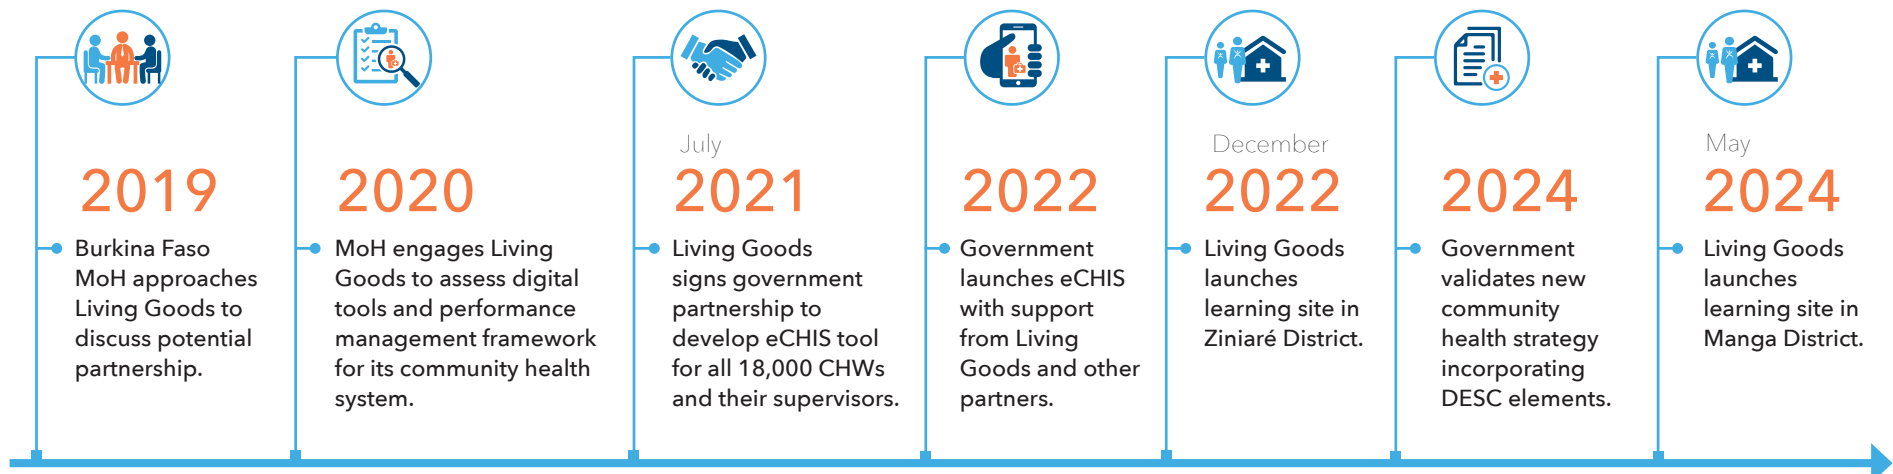 2019
Burkina Faso
MoH approaches
Living Goods to
discuss potential
partnership.
2020
MoH engages Living
Goods to assess digital
tools and performance
management framework
for its community health
system.
July
2021
Living Goods
signs government
partnership to
develop eCHIS tool
for all 18,000 CHWs
and their supervisors.
2022
Government
launches eCHIS
with support
from Living
Goods and other
partners.
December
2022
Living Goods
launches
learning site in
Ziniaré District.
2024
Government
validates new
community
health strategy
incorporating
DESC elements.
May
2024
Living Goods
launches
learning site in
Manga District.